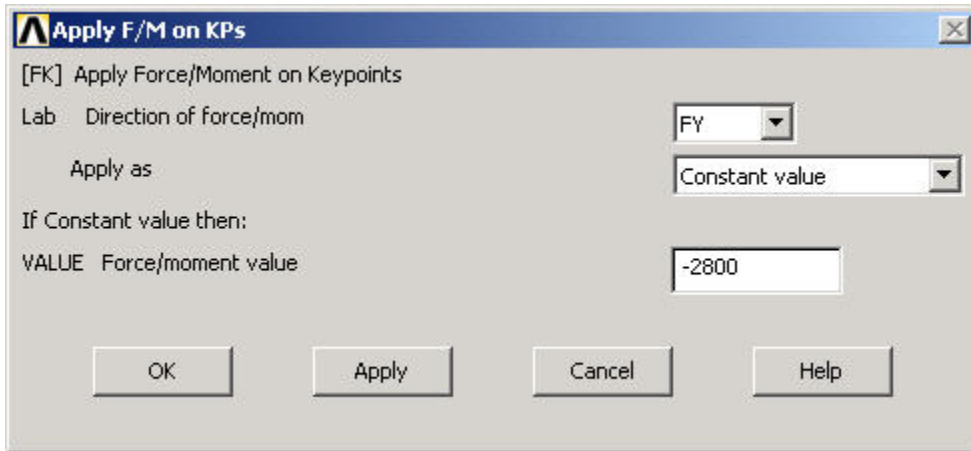 Apply F/M on KPs
[FK] Apply Force/Moment on Keypoints
Lab Direction of force/mom FY
Apply as Constant value
If Constant value then:
VALUE Force/moment value -2800
OK Apply Cancel Help